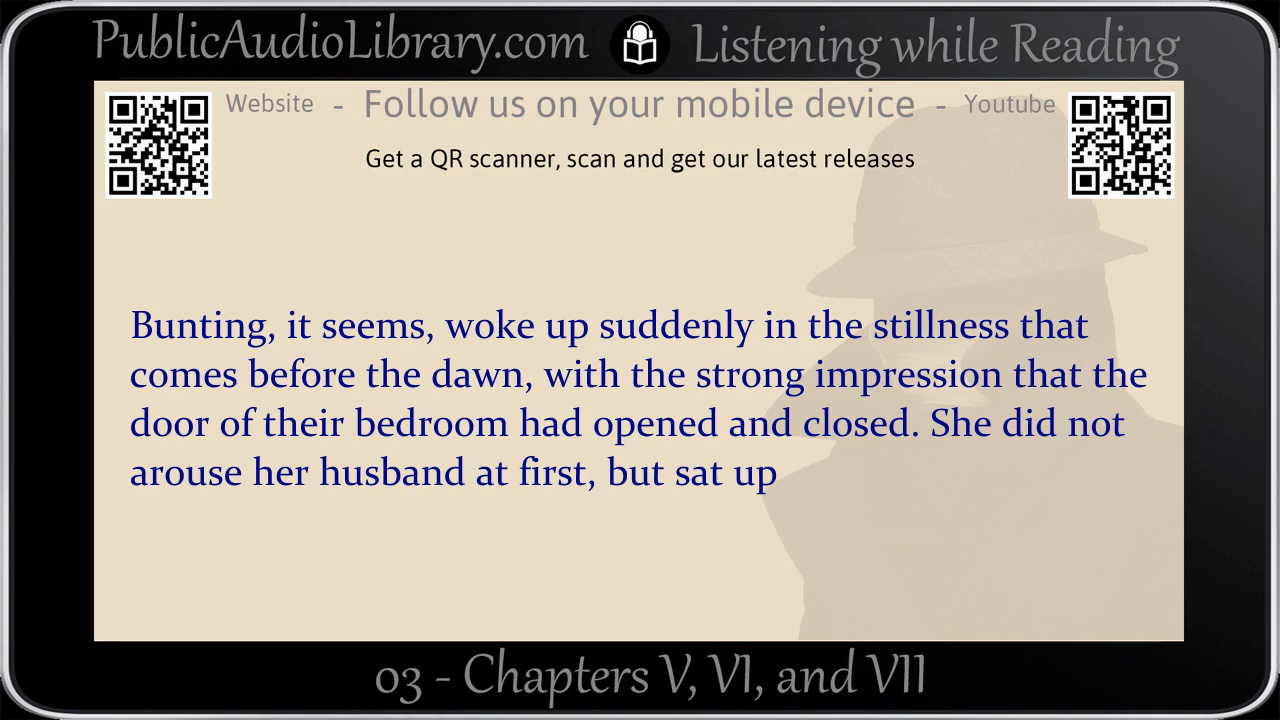 PublicAudioLibrary.com Listening while Reading
Website - Follow us on your mobile device - Youtube
Get a QR scanner, scan and get our latest releases
Bunting, it seems, woke up suddenly in the stillness that
comes before the dawn, with the strong impression that the
door of their bedroom had opened and closed. She did not
arouse her husband at first, but sat up
03 - Chapters V, VI, and VII